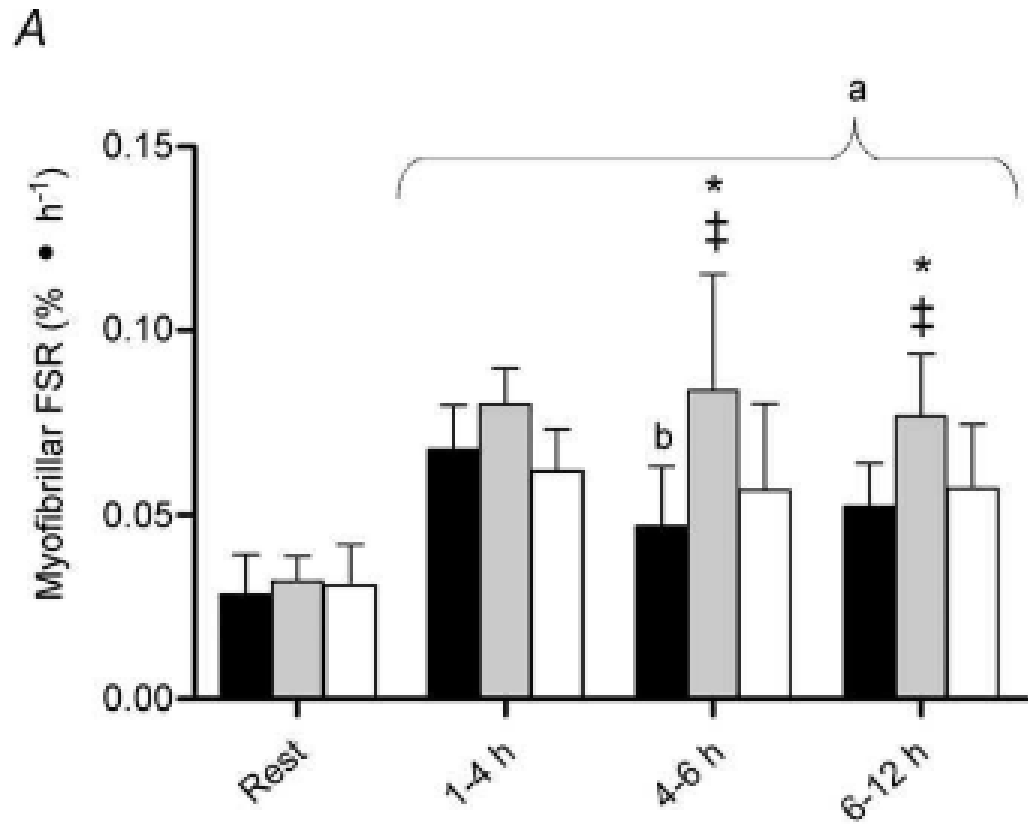 A
a
0.15
*
‡
*
‡
0.10
b
0.05
0.00
Myofibrillar FSR (% • h⁻¹)
Rest
1-4 h
4-6 h
6-12 h